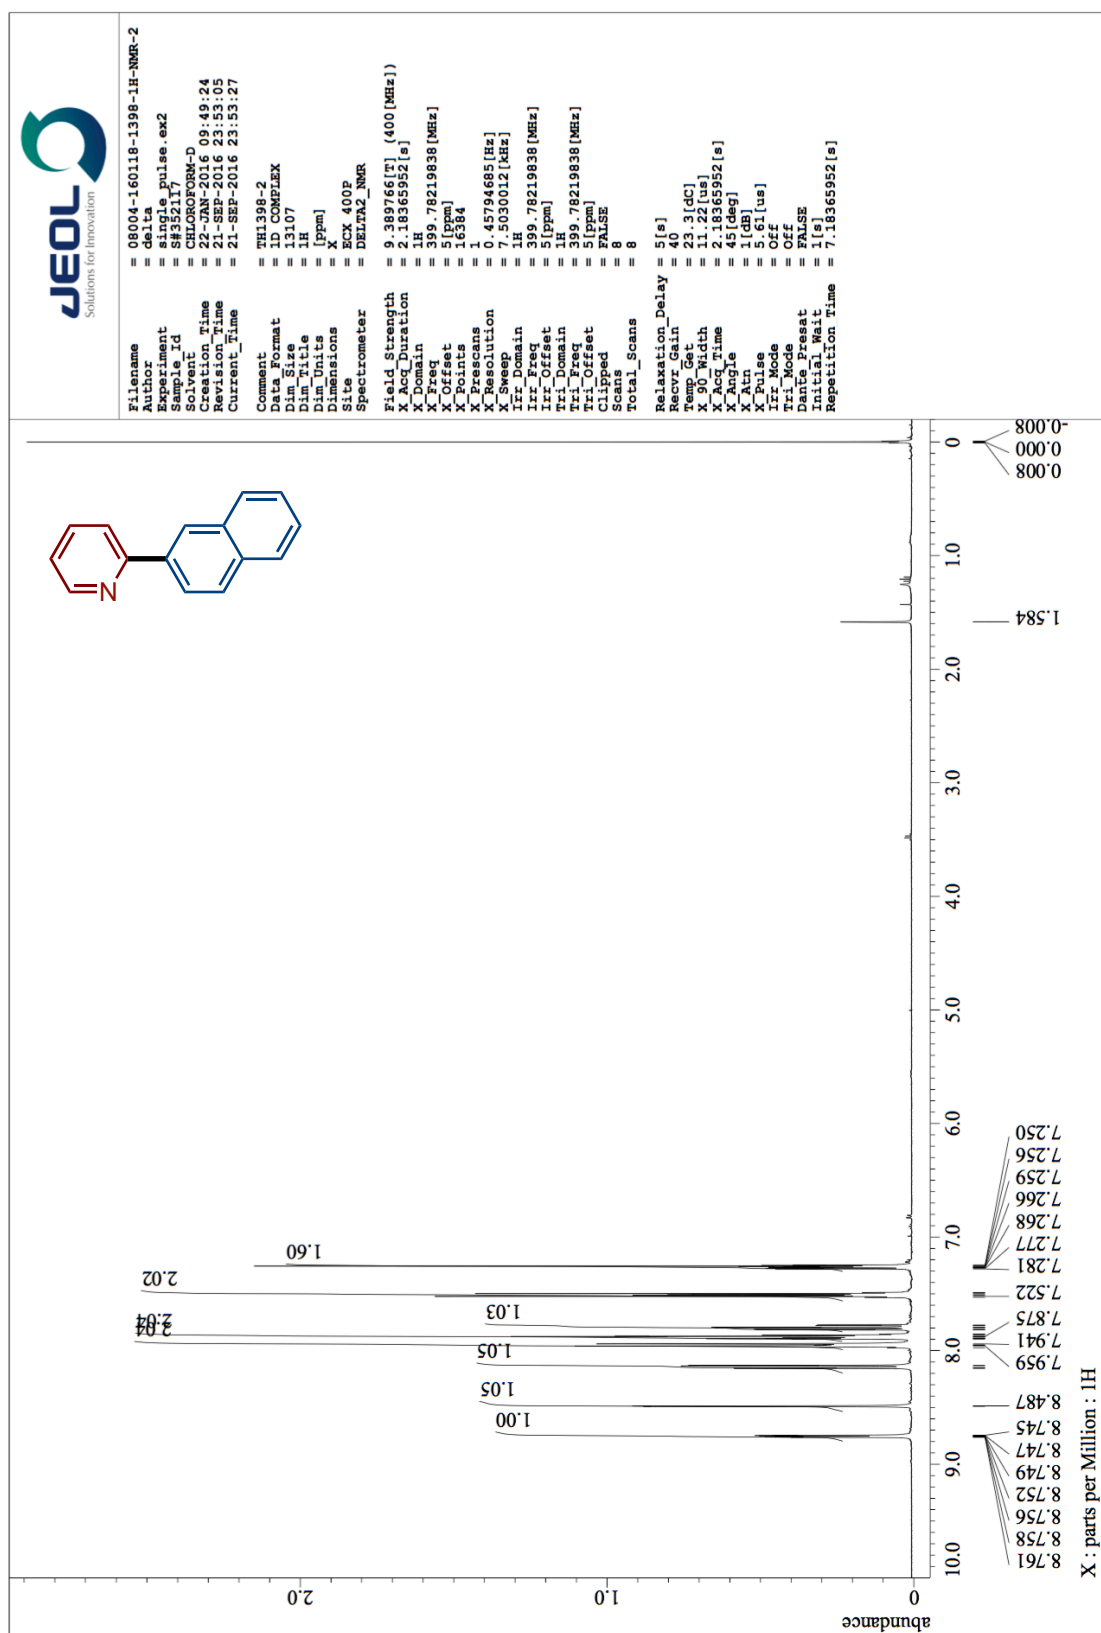 JEOL
Solutions for Innovation
Filename = 08004-160118-1398-1H-NMR-2
Author = delta
Experiment = single_pulse.ex2
Sample_Id = S#352117
Solvent = CHLOROFORM-D
Creation_Time = 22-JAN-2016 09:49:24
Revision_Time = 21-SEP-2016 23:53:05
Current_Time = 21-SEP-2016 23:53:27
Comment = TH1398-2
Data_Format = 1D COMPLEX
Dim_Size = 13107
Dim_Title = 1H
Dim_Units = [ppm]
Dimensions = X
Site = ECX 400P
Spectrometer = DELTA2_NMR
Field_Strength = 9.389766[T] (400[MHz])
X_Acq_Duration = 2.18365952[s]
X_Domain = 1H
X_Freq = 399.78219838[MHz]
X_Offset = 5[ppm]
X_Points = 16384
X_Prescans = 1
X_Resolution = 0.45794685[Hz]
X_Sweep = 7.5030012[kHz]
Irr_Domain = 1H
Irr_Freq = 399.78219838[MHz]
Irr_Offset = 5[ppm]
Tri_Domain = 1H
Tri_Freq = 399.78219838[MHz]
Tri_Offset = 5[ppm]
Clipped = FALSE
Scans = 8
Total_Scans = 8
Relaxation_Delay = 5[s]
Recvr_Gain = 40
Temp_Get = 23.3[dC]
X_90_Width = 11.22[us]
X_Acq_Time = 2.18365952[s]
X_Angle = 45[deg]
X_Atn = 1[dB]
X_Pulse = 5.61[us]
Irr_Mode = Off
Tri_Mode = Off
Dante_Presat = FALSE
Initial_Wait = 1[s]
Repetition_Time = 7.18365952[s]
N
1.00
1.05
1.05
2.04
2.04
1.03
2.02
1.60
abundance
0
1.0
2.0
10.0
9.0
8.0
7.0
6.0
5.0
4.0
3.0
2.0
1.0
0
8.761
8.758
8.756
8.752
8.749
8.747
8.745
8.487
7.959
7.941
7.875
7.522
7.281
7.277
7.268
7.266
7.259
7.256
7.250
1.584
0.008
0.000
-0.008
X : parts per Million : 1H